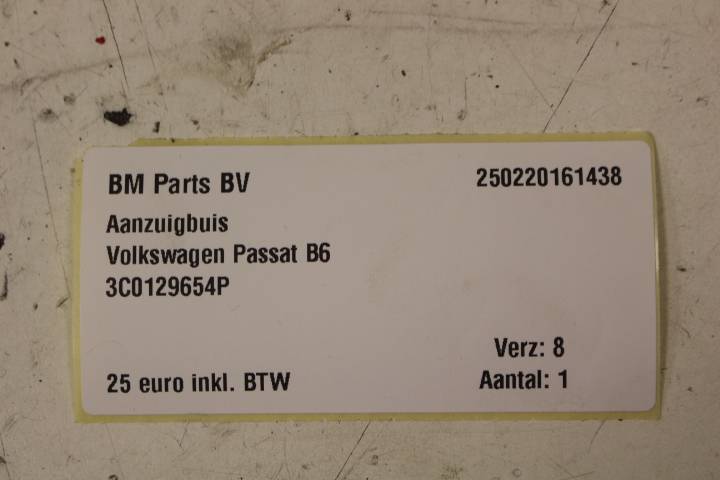 BM Parts BV 250220161438
Aanzuigbuis
Volkswagen Passat B6
3C0129654P
Verz: 8
25 euro inkl. BTW Aantal: 1